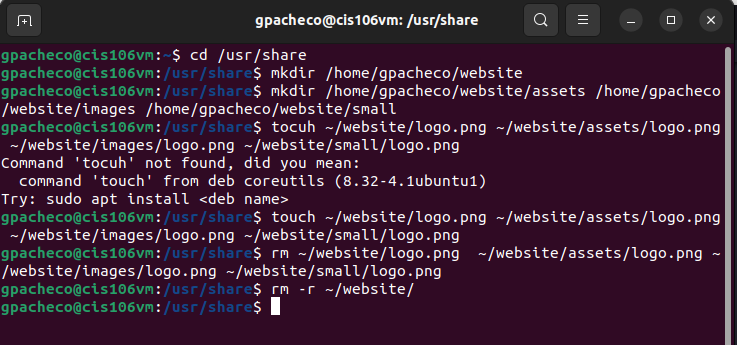 gpacheco@cis106vm: /usr/share
gpacheco@cis106vm:~$ cd /usr/share
gpacheco@cis106vm:/usr/share$ mkdir /home/gpacheco/website
gpacheco@cis106vm:/usr/share$ mkdir /home/gpacheco/website/assets /home/gpacheco
/website/images /home/gpacheco/website/small
gpacheco@cis106vm:/usr/share$ tocuh ~/website/logo.png ~/website/assets/logo.png
 ~/website/images/logo.png ~/website/small/logo.png
Command 'tocuh' not found, did you mean:
  command 'touch' from deb coreutils (8.32-4.1ubuntu1)
Try: sudo apt install <deb name>
gpacheco@cis106vm:/usr/share$ touch ~/website/logo.png ~/website/assets/logo.png
 ~/website/images/logo.png ~/website/small/logo.png
gpacheco@cis106vm:/usr/share$ rm ~/website/logo.png  ~/website/assets/logo.png ~
/website/images/logo.png ~/website/small/logo.png
gpacheco@cis106vm:/usr/share$ rm -r ~/website/
gpacheco@cis106vm:/usr/share$